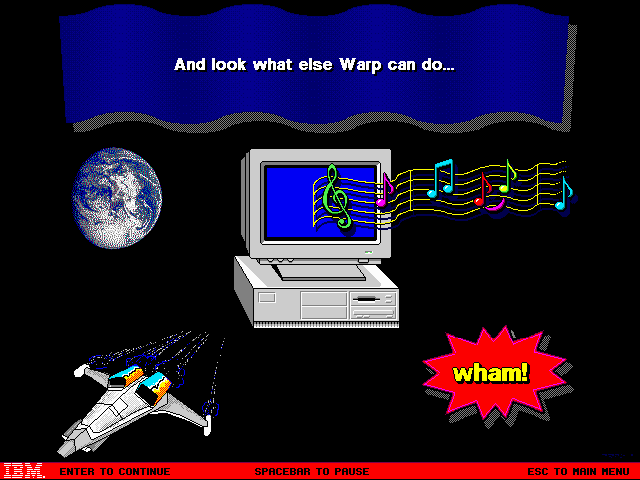 And look what else Warp can do...
wham!
IBM. ENTER TO CONTINUE SPACEBAR TO PAUSE ESC TO MAIN MENU